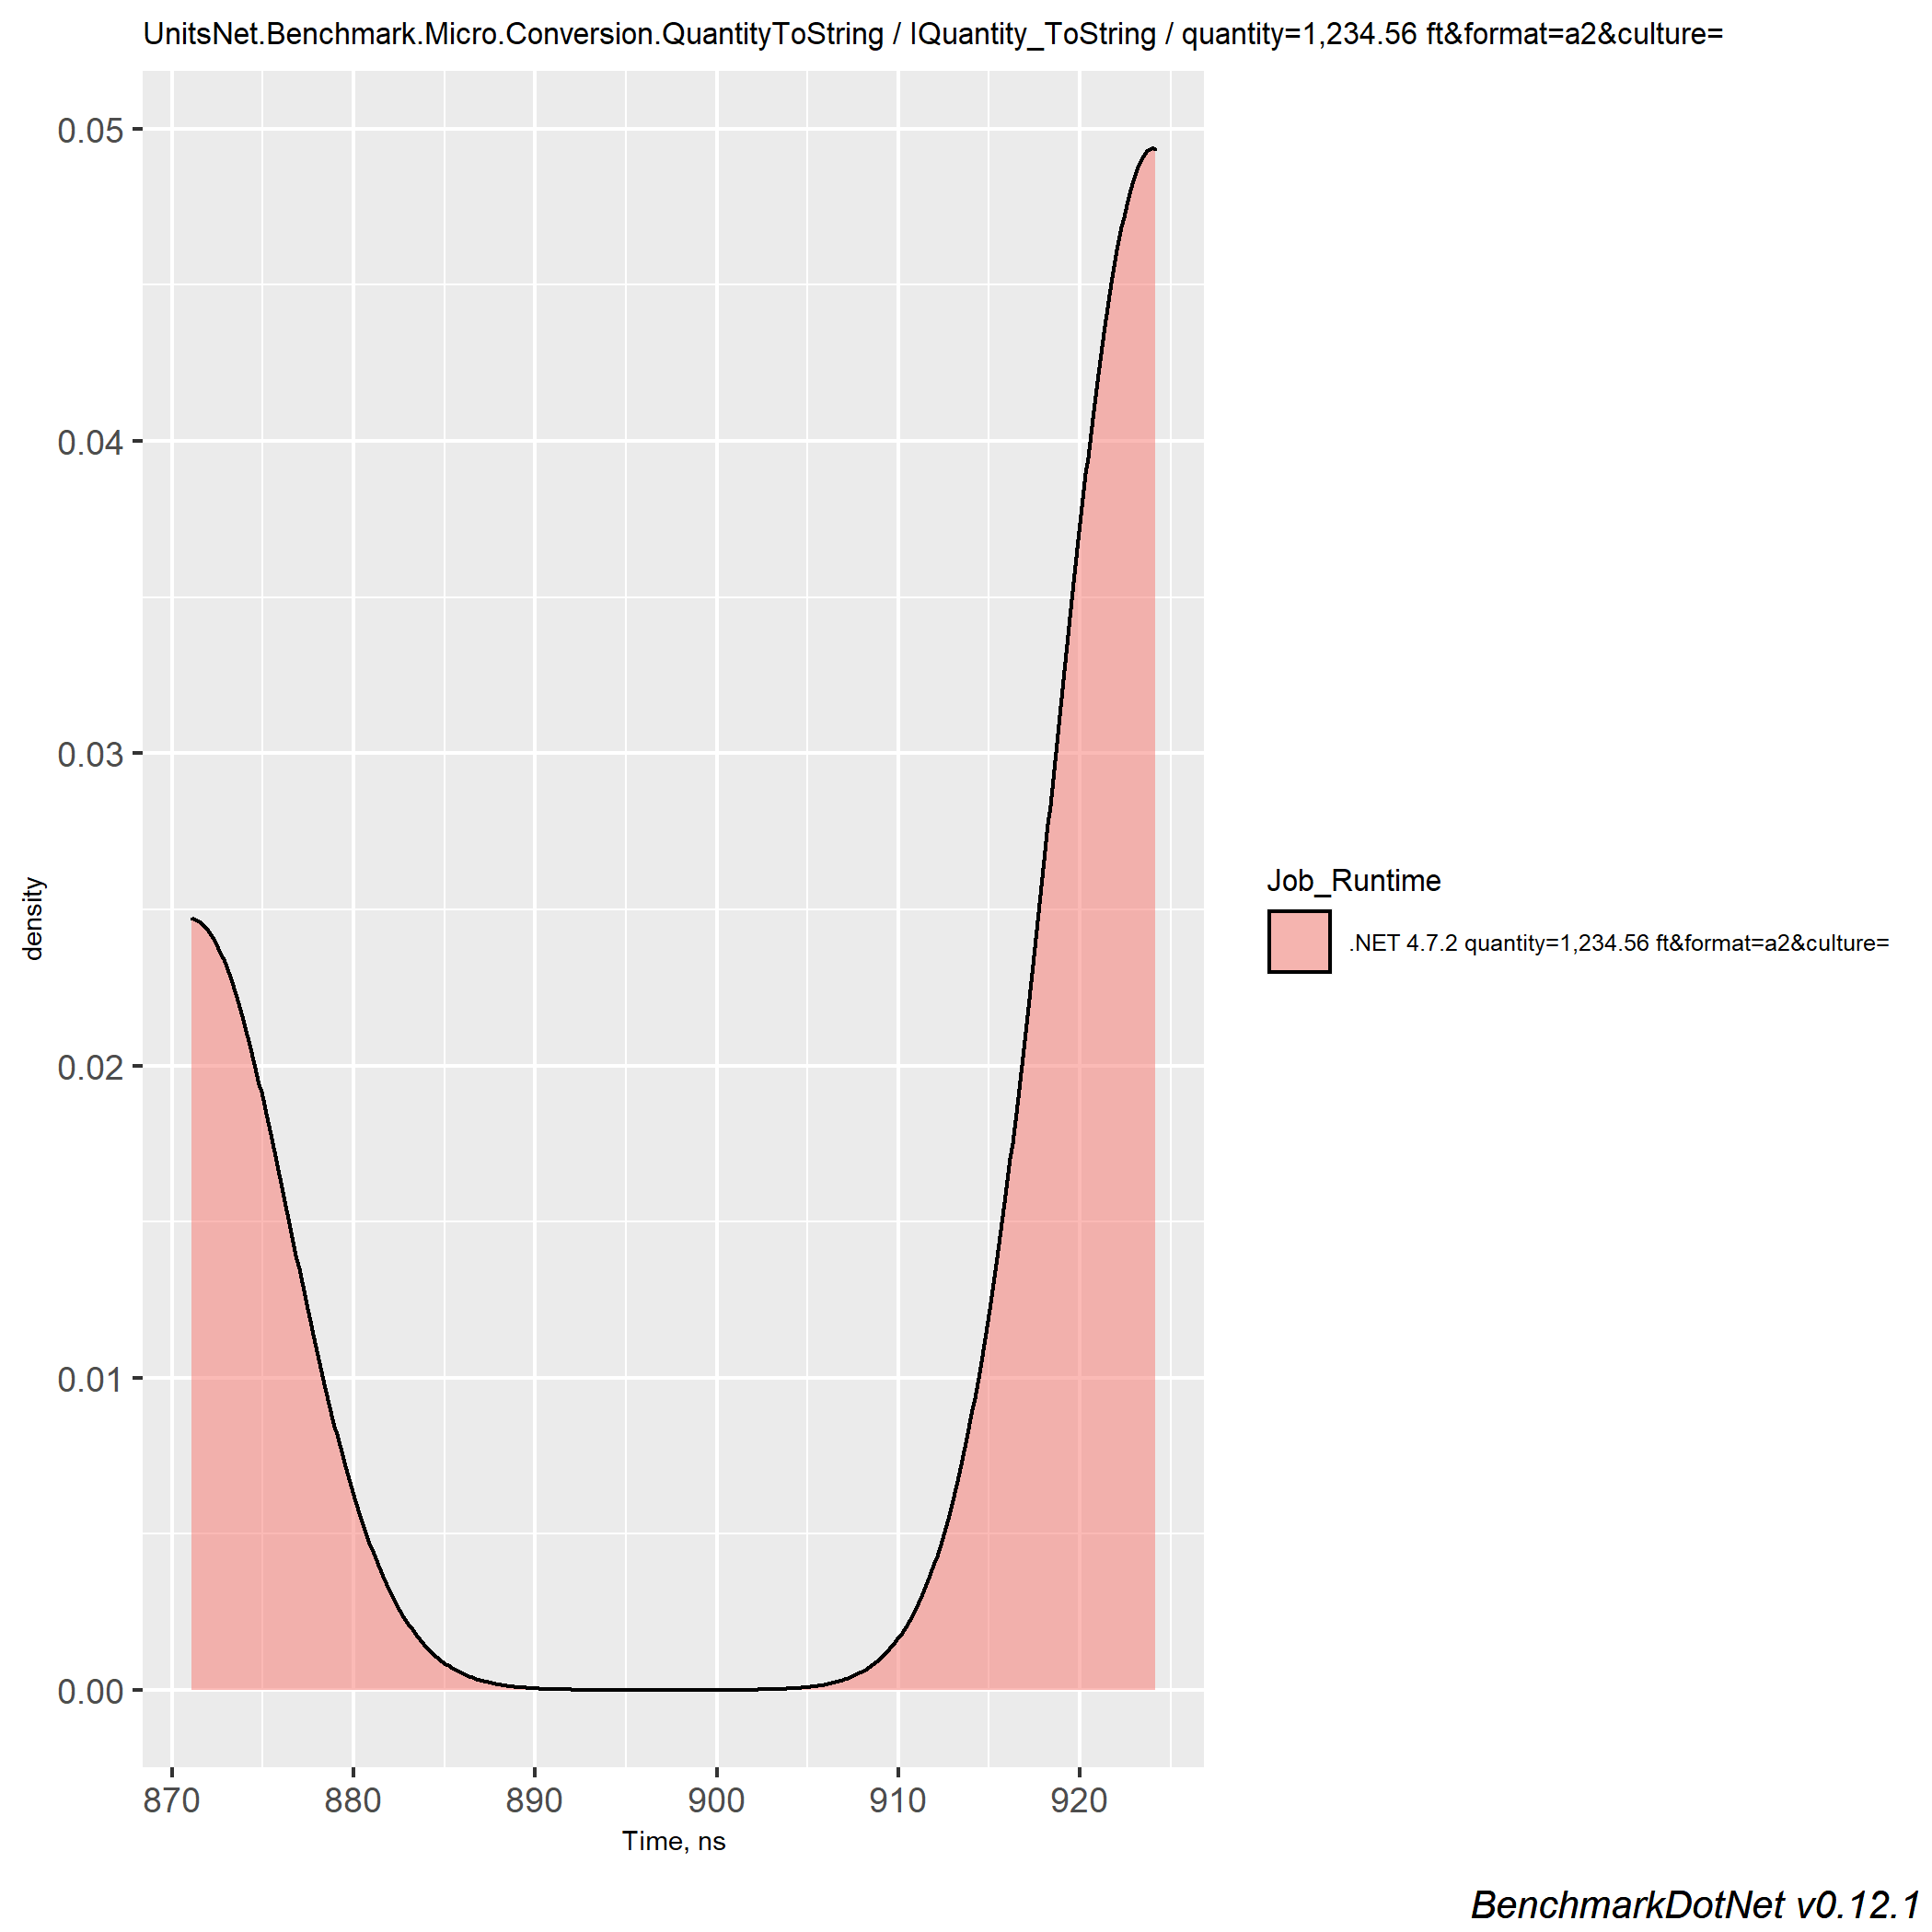 UnitsNet.Benchmark.Micro.Conversion.QuantityToString / IQuantity_ToString / quantity=1,234.56 ft&format=a2&culture=
0.05
0.04
0.03
0.02
0.01
0.00
density
870 880 890 900 910 920
Time, ns
Job_Runtime
.NET 4.7.2 quantity=1,234.56 ft&format=a2&culture=
BenchmarkDotNet v0.12.1